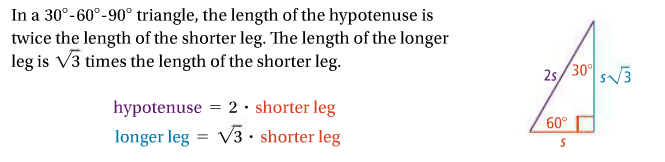 In a 30°-60°-90° triangle, the length of the hypotenuse is
twice the length of the shorter leg. The length of the longer
leg is √3 times the length of the shorter leg.
hypotenuse = 2 · shorter leg
longer leg = √3 · shorter leg
2s
30°
s√3
60°
s